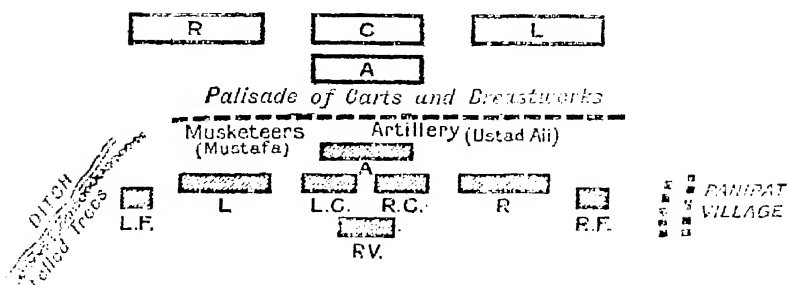 R C L
A
Palisade of Carts and Breastworks
Musketeers Artillery (Ustad Ali)
(Mustafa)
A
DITCH
Felled Trees
L.F. L L.C. R.C. R R.F.
PANIPAT
VILLAGE
RV.